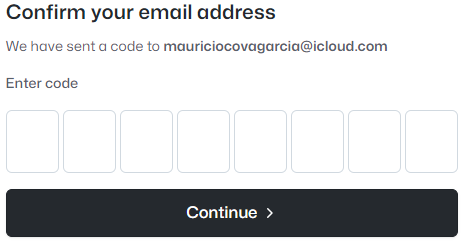 Confirm your email address
We have sent a code to mauriciocovagarcia@icloud.com
Enter code
Continue